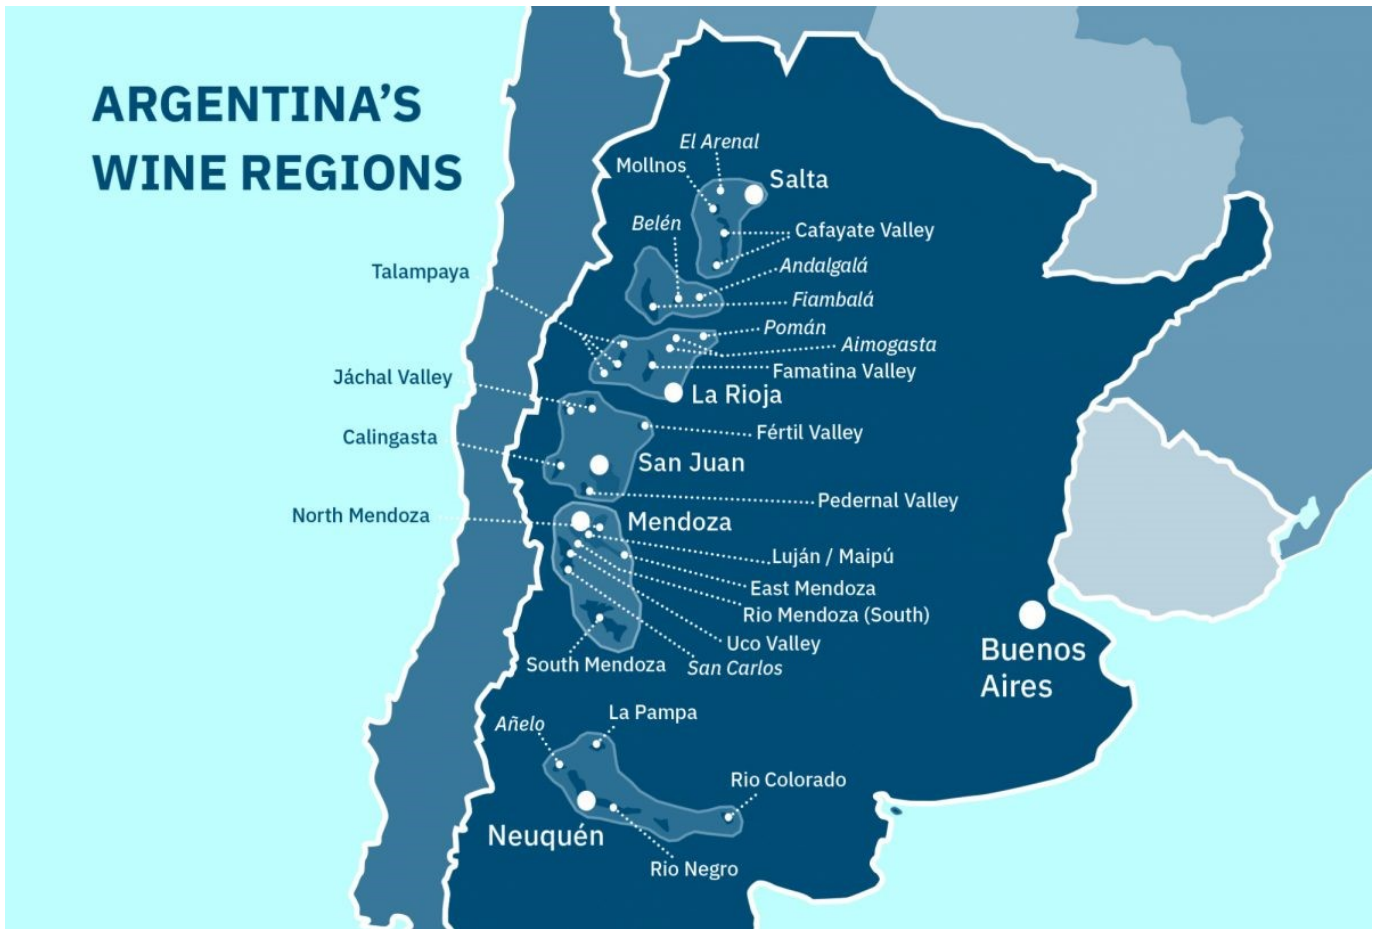 ARGENTINA'S
WINE REGIONS
El Arenal
Mollnos
Salta
Belén
Cafayate Valley
Andalgalá
Talampaya
Fiambalá
Pomán
Aimogasta
Famatina Valley
Jáchal Valley
La Rioja
Fértil Valley
Calingasta
San Juan
Pedernal Valley
North Mendoza
Mendoza
Luján / Maipú
East Mendoza
Rio Mendoza (South)
Uco Valley
South Mendoza
San Carlos
Buenos
Aires
La Pampa
Añelo
Rio Colorado
Neuquén
Rio Negro